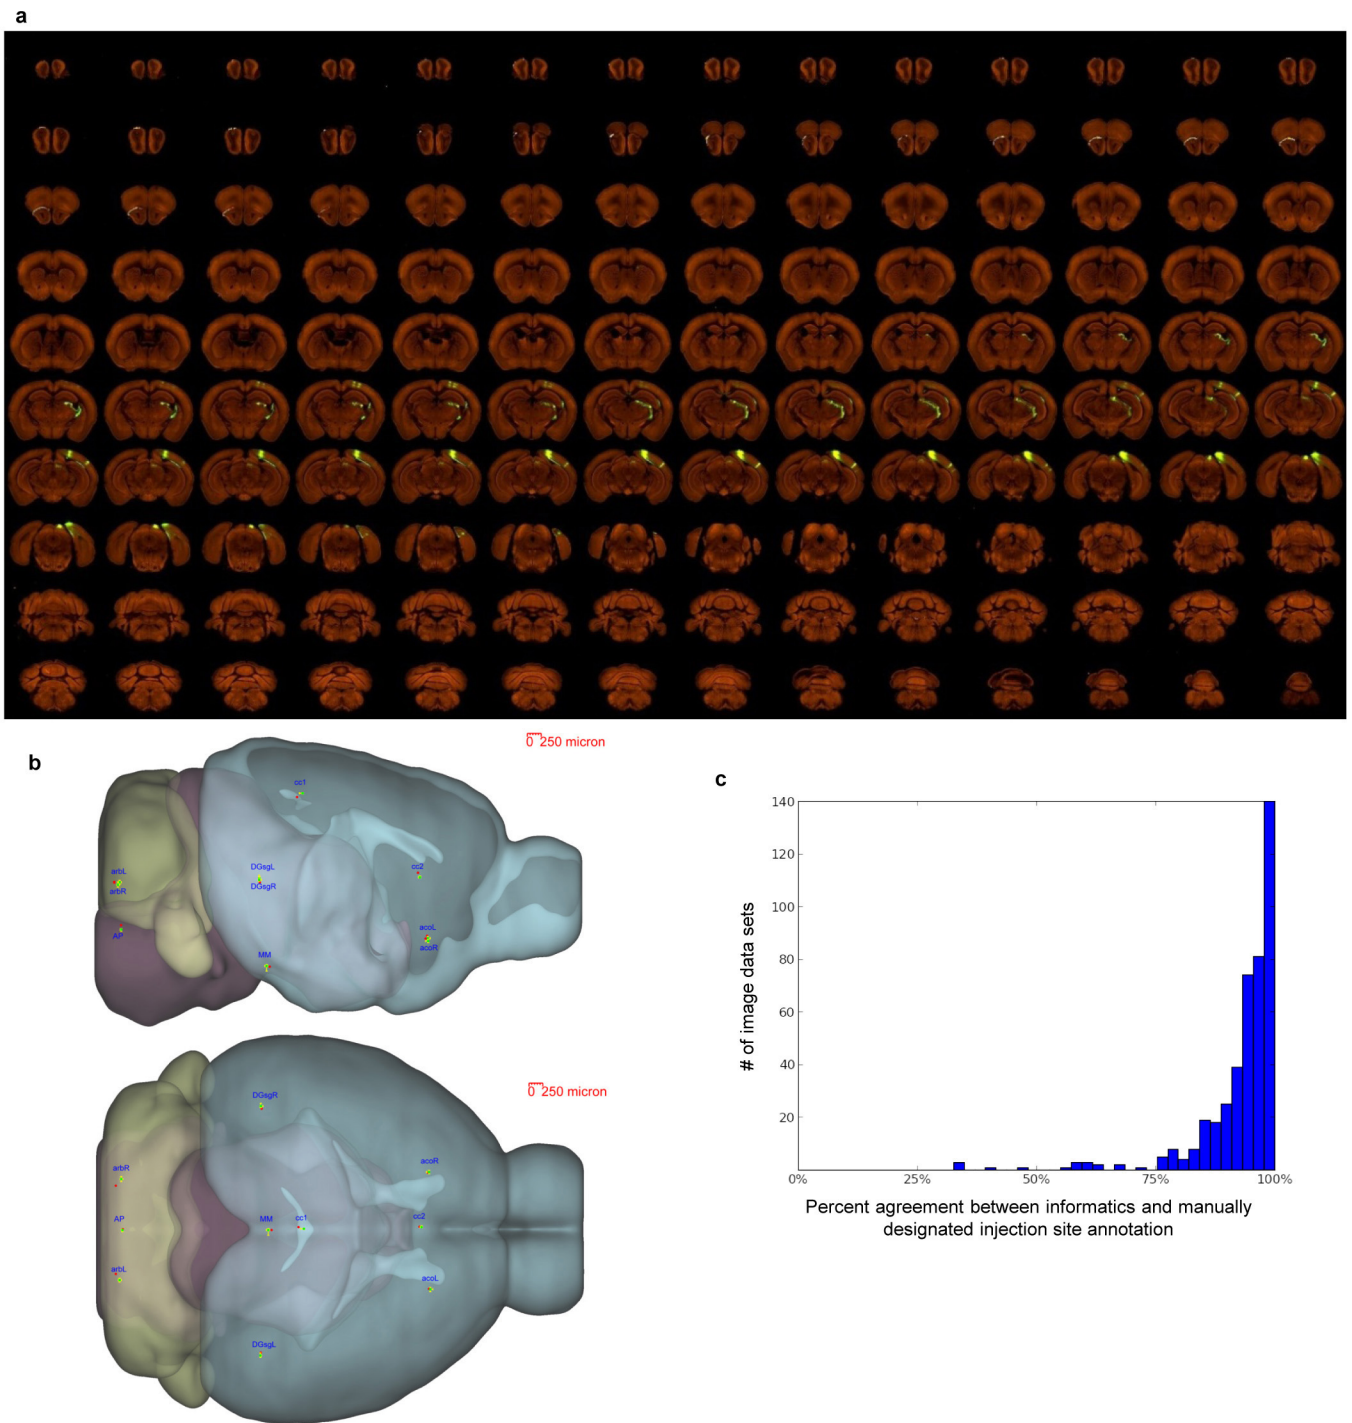 a
b
0 250 micron
cc1
cc2
DGsgL
DGsgR
arbL
arbR
AP
acoL
acoR
MM
0 250 micron
DGsgR
arbR
acoR
AP
MM
cc1
cc2
arbL
acoL
DGsgL
c
140
120
100
80
60
40
20
0%
25%
50%
75%
100%
# of image data sets
Percent agreement between informatics and manually
designated injection site annotation